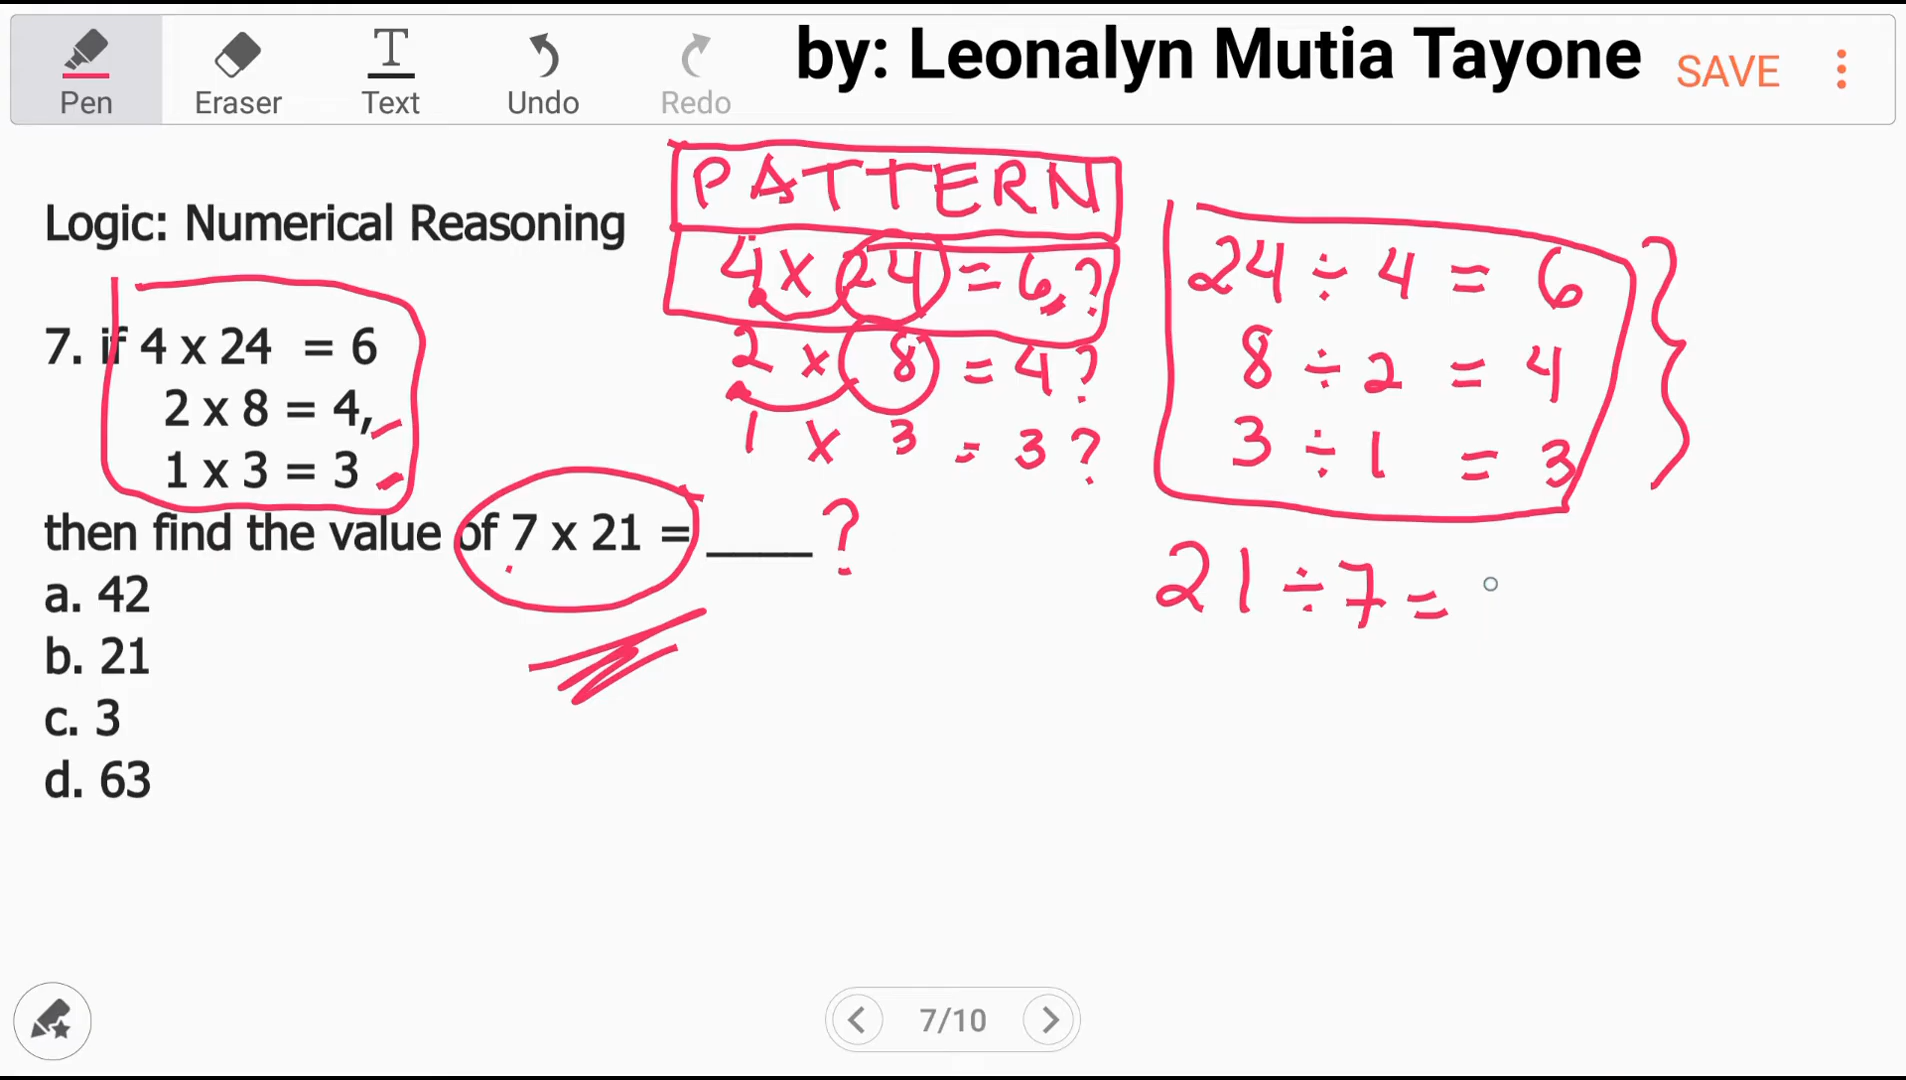 Pen Eraser Text Undo Redo by: Leonalyn Mutia Tayone SAVE
Logic: Numerical Reasoning
7. if 4 x 24 = 6
2 x 8 = 4,
1 x 3 = 3
then find the value of 7 x 21 = ____ ?
a. 42
b. 21
c. 3
d. 63
PATTERN
4 x 24 = 6,?
2 x 8 = 4?
1 x 3 = 3?
24 ÷ 4 = 6
8 ÷ 2 = 4
3 ÷ 1 = 3
21 ÷ 7 =
7/10